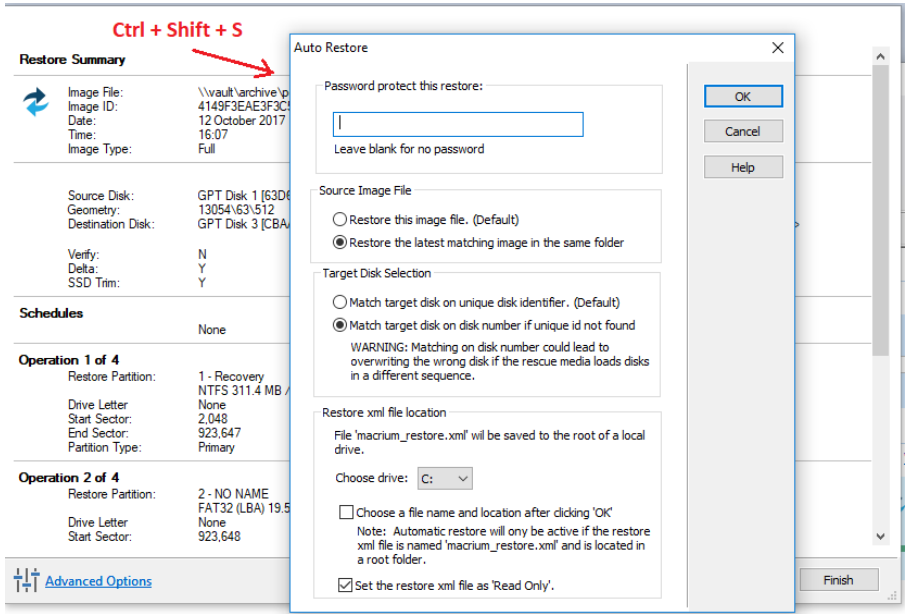 Ctrl + Shift + S
Restore Summary
Image File: \\vault\archive\p
Image ID: 4149F3EAE3F3C5
Date: 12 October 2017
Time: 16:07
Image Type: Full
Source Disk: GPT Disk 1 [63D6
Geometry: 13054\63\512
Destination Disk: GPT Disk 3 [CBA
Verify: N
Delta: Y
SSD Trim: Y
Schedules
None
Operation 1 of 4
Restore Partition: 1 - Recovery
NTFS 311.4 MB /
Drive Letter None
Start Sector: 2,048
End Sector: 923,647
Partition Type: Primary
Operation 2 of 4
Restore Partition: 2 - NO NAME
FAT32 (LBA) 19.5
Drive Letter None
Start Sector: 923,648
Advanced Options
Finish
Auto Restore
Password protect this restore:
Leave blank for no password
Source Image File
Restore this image file. (Default)
Restore the latest matching image in the same folder
Target Disk Selection
Match target disk on unique disk identifier. (Default)
Match target disk on disk number if unique id not found
WARNING: Matching on disk number could lead to
overwriting the wrong disk if the rescue media loads disks
in a different sequence.
Restore xml file location
File 'macrium_restore.xml' wil be saved to the root of a local
drive.
Choose drive: C:
Choose a file name and location after clicking 'OK'
Note: Automatic restore will ony be active if the restore
xml file is named 'macrium_restore.xml' and is located in
a root folder.
Set the restore xml file as 'Read Only'.
OK
Cancel
Help